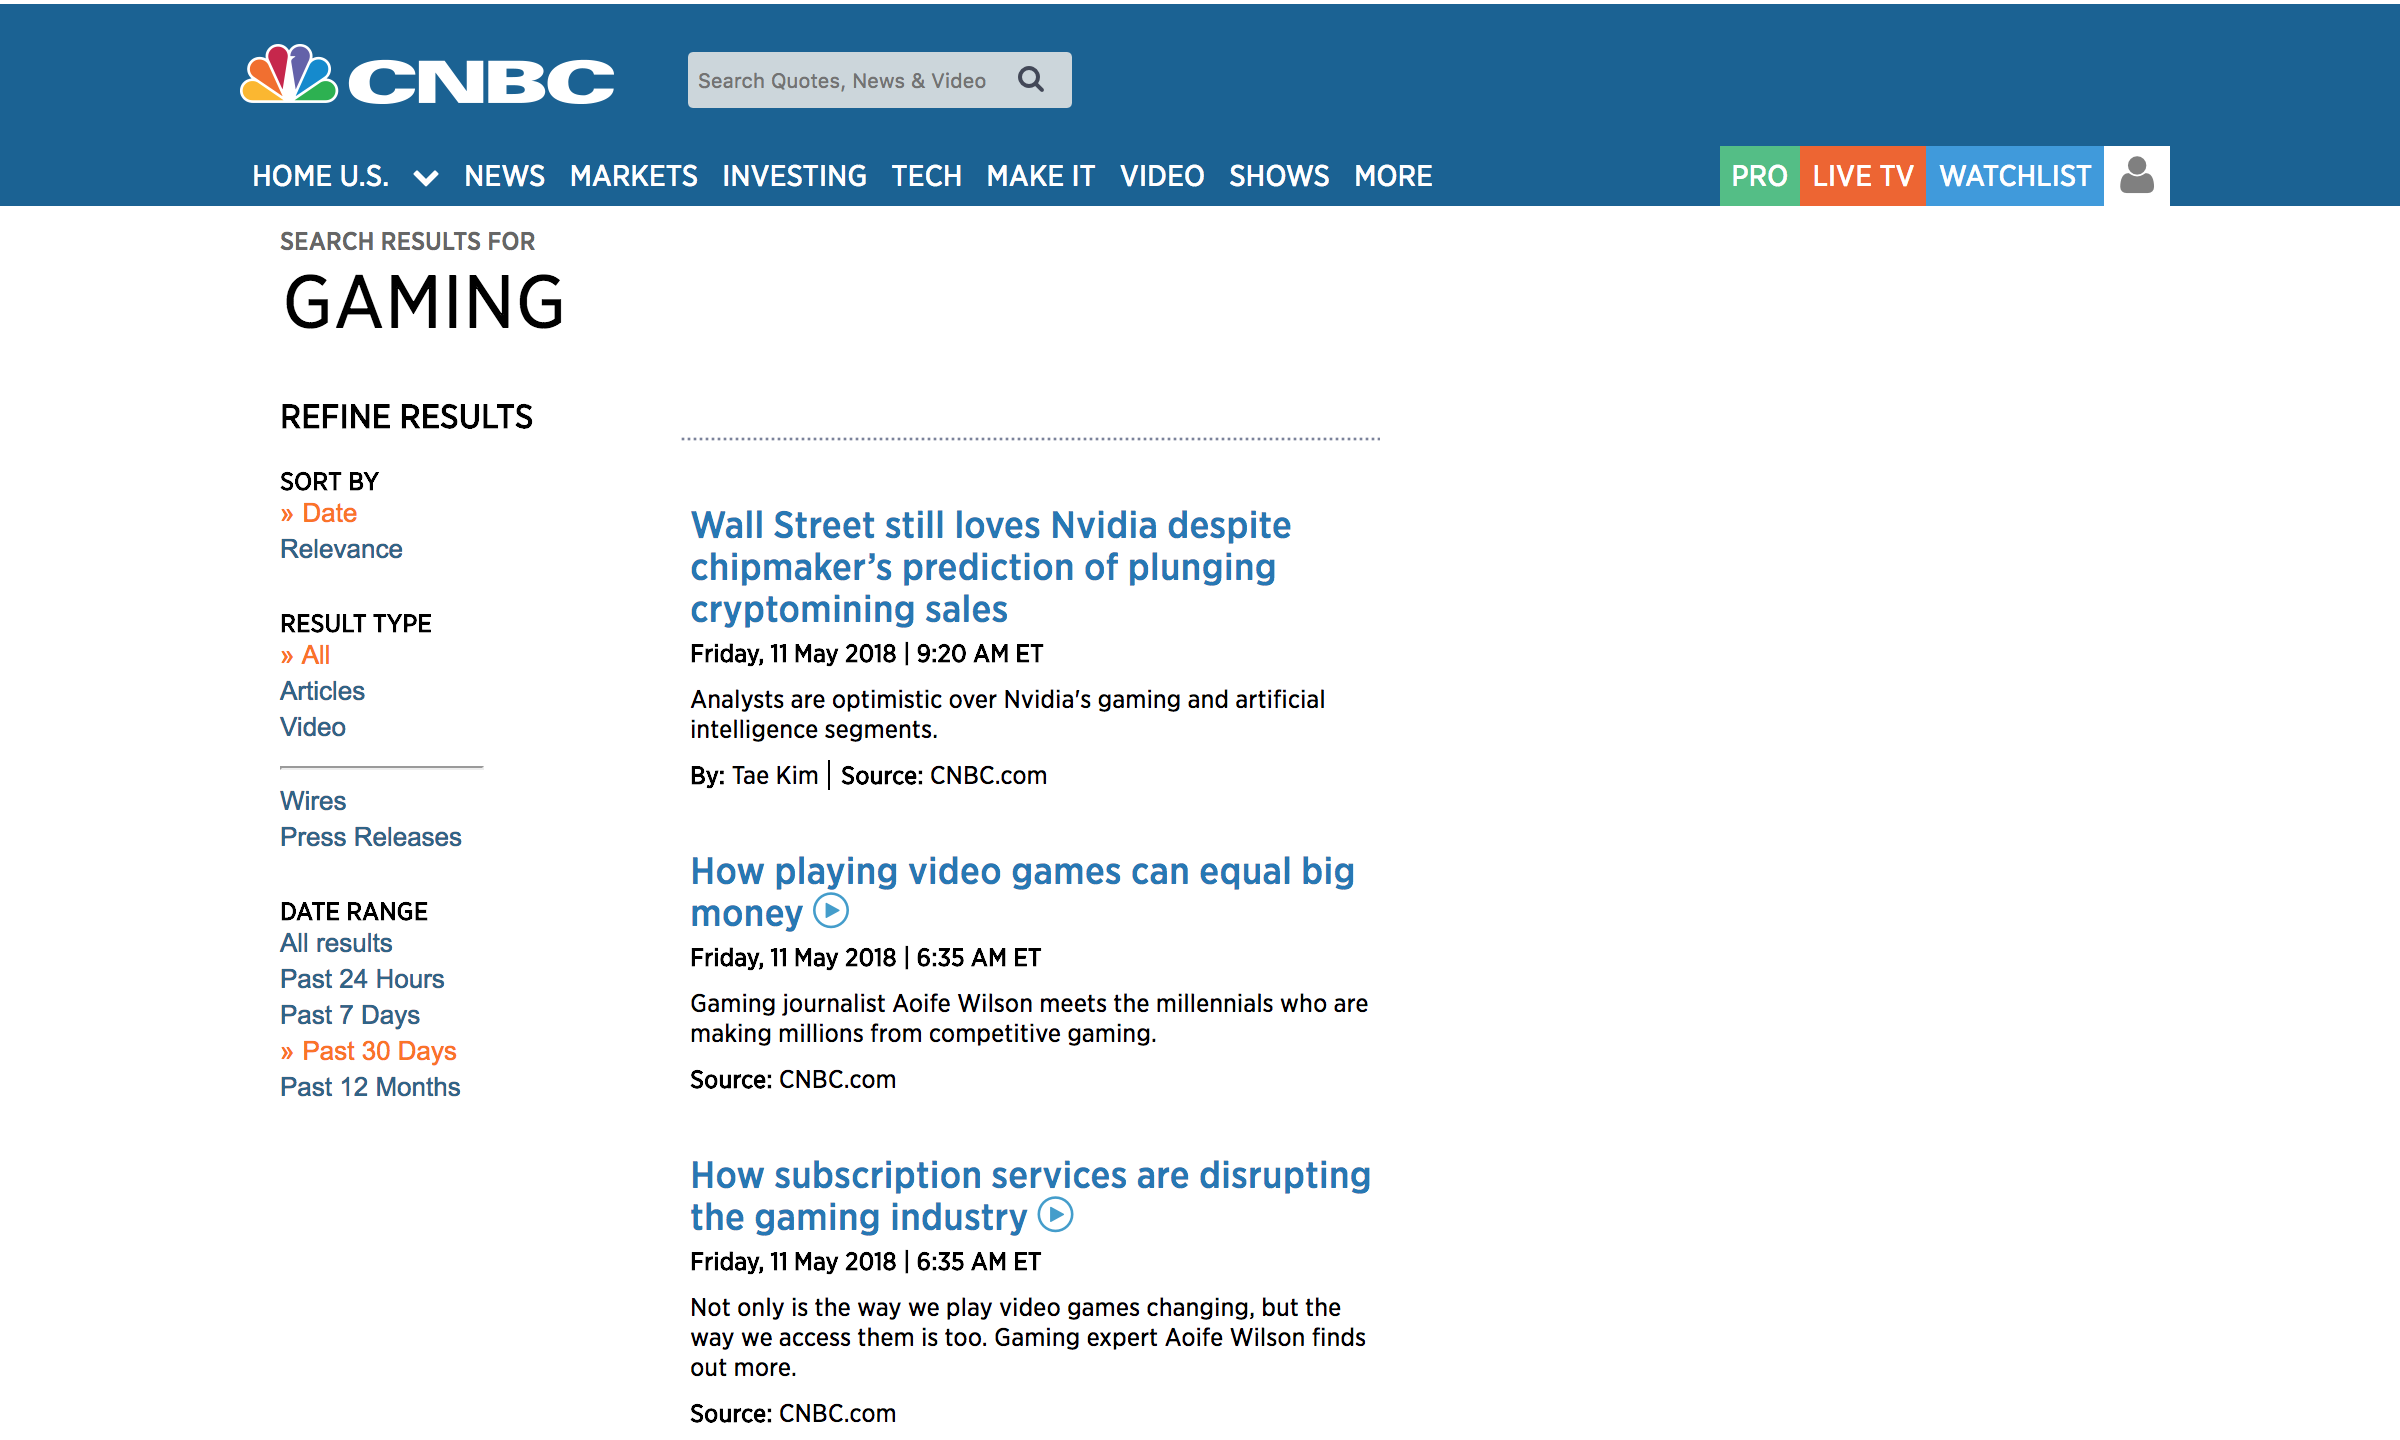 CNBC
Search Quotes, News & Video
HOME U.S. NEWS MARKETS INVESTING TECH MAKE IT VIDEO SHOWS MORE
PRO LIVE TV WATCHLIST
SEARCH RESULTS FOR
GAMING
REFINE RESULTS
SORT BY
» Date
Relevance
RESULT TYPE
» All
Articles
Video
Wires
Press Releases
DATE RANGE
All results
Past 24 Hours
Past 7 Days
» Past 30 Days
Past 12 Months
Wall Street still loves Nvidia despite
chipmaker’s prediction of plunging
cryptomining sales
Friday, 11 May 2018 | 9:20 AM ET
Analysts are optimistic over Nvidia's gaming and artificial
intelligence segments.
By: Tae Kim | Source: CNBC.com
How playing video games can equal big
money
Friday, 11 May 2018 | 6:35 AM ET
Gaming journalist Aoife Wilson meets the millennials who are
making millions from competitive gaming.
Source: CNBC.com
How subscription services are disrupting
the gaming industry
Friday, 11 May 2018 | 6:35 AM ET
Not only is the way we play video games changing, but the
way we access them is too. Gaming expert Aoife Wilson finds
out more.
Source: CNBC.com